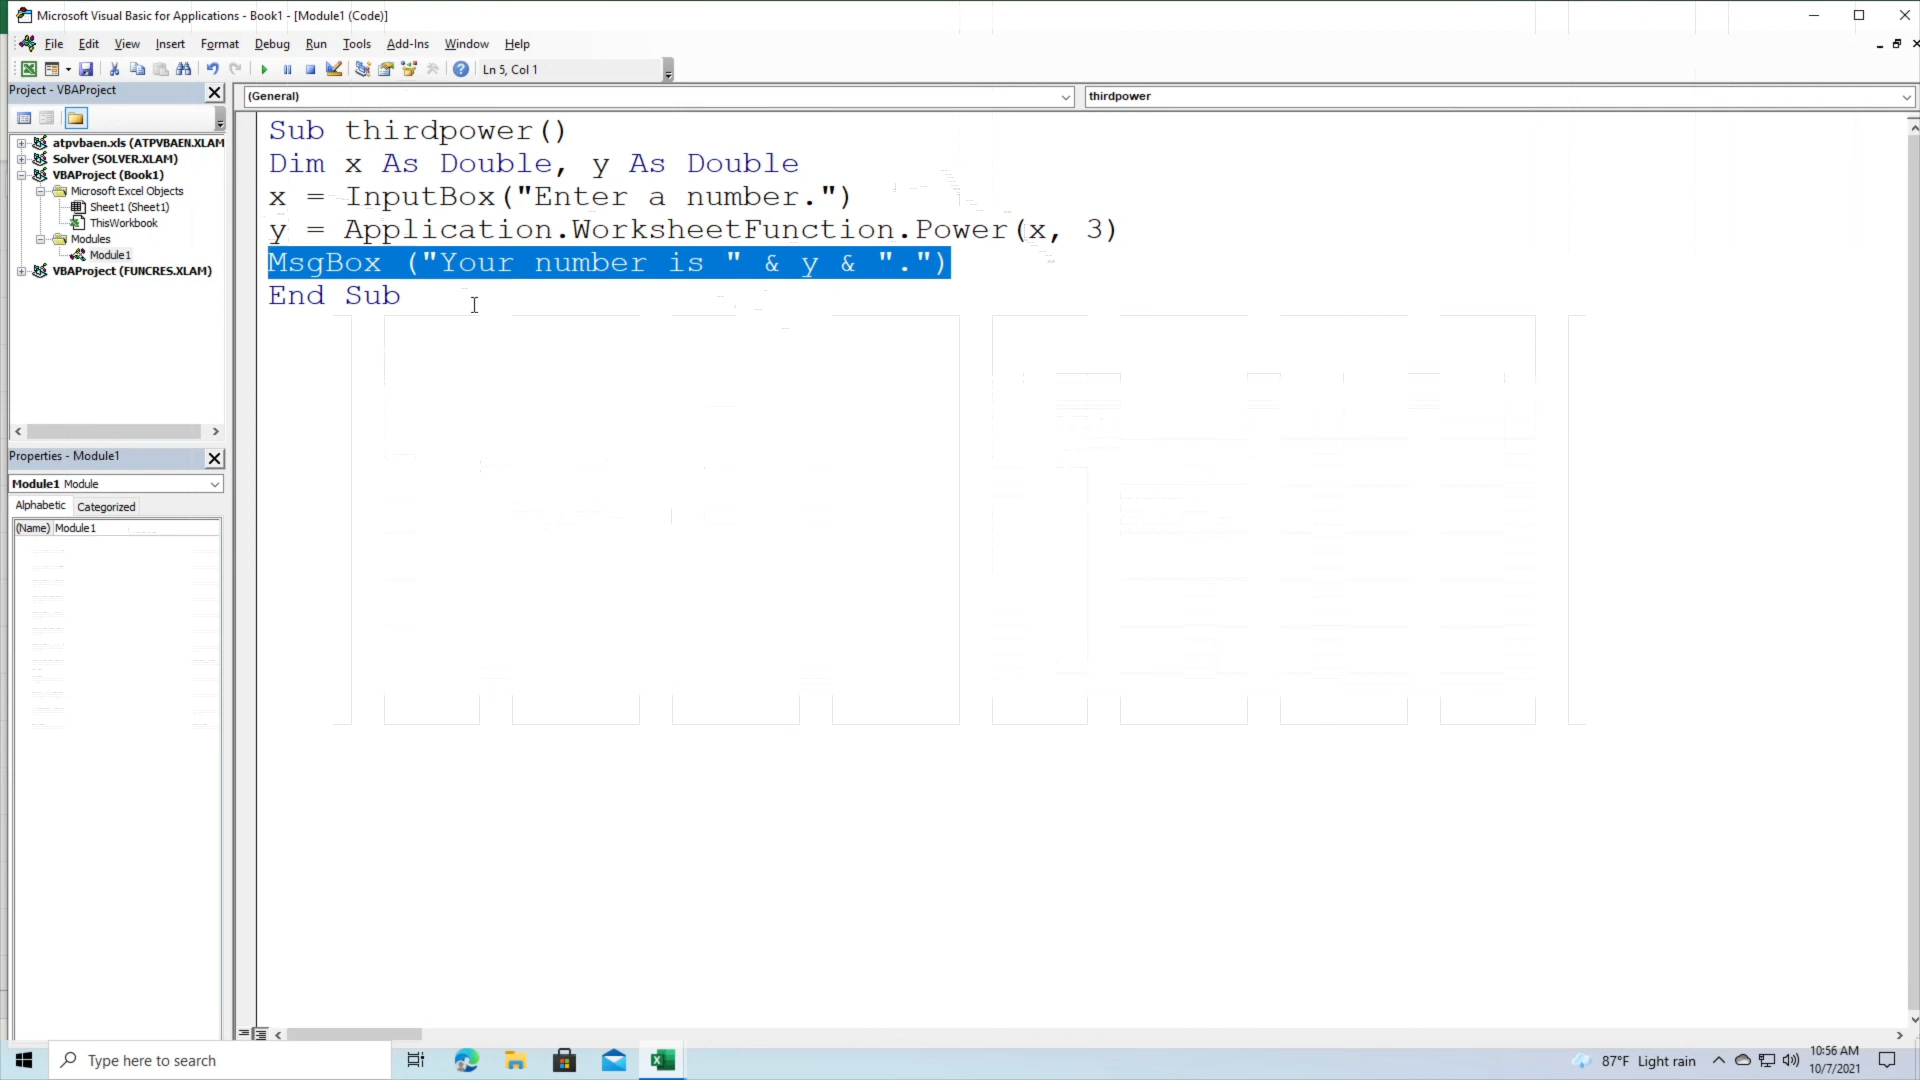 Microsoft Visual Basic for Applications - Book1 - [Module1 (Code)]
File Edit View Insert Format Debug Run Tools Add-Ins Window Help
Ln 5, Col 1
Project - VBAProject
(General)
thirdpower
atpvbaen.xls (ATPVBAEN.XLAM
Solver (SOLVER.XLAM)
VBAProject (Book1)
Microsoft Excel Objects
Sheet1 (Sheet1)
ThisWorkbook
Modules
Module1
VBAProject (FUNCRES.XLAM)
Sub thirdpower()
Dim x As Double, y As Double
x = InputBox("Enter a number.")
y = Application.WorksheetFunction.Power(x, 3)
MsgBox ("Your number is " & y & ".")
End Sub
Properties - Module1
Module1 Module
Alphabetic Categorized
(Name) Module1
Type here to search
87°F Light rain
10:56 AM
10/7/2021